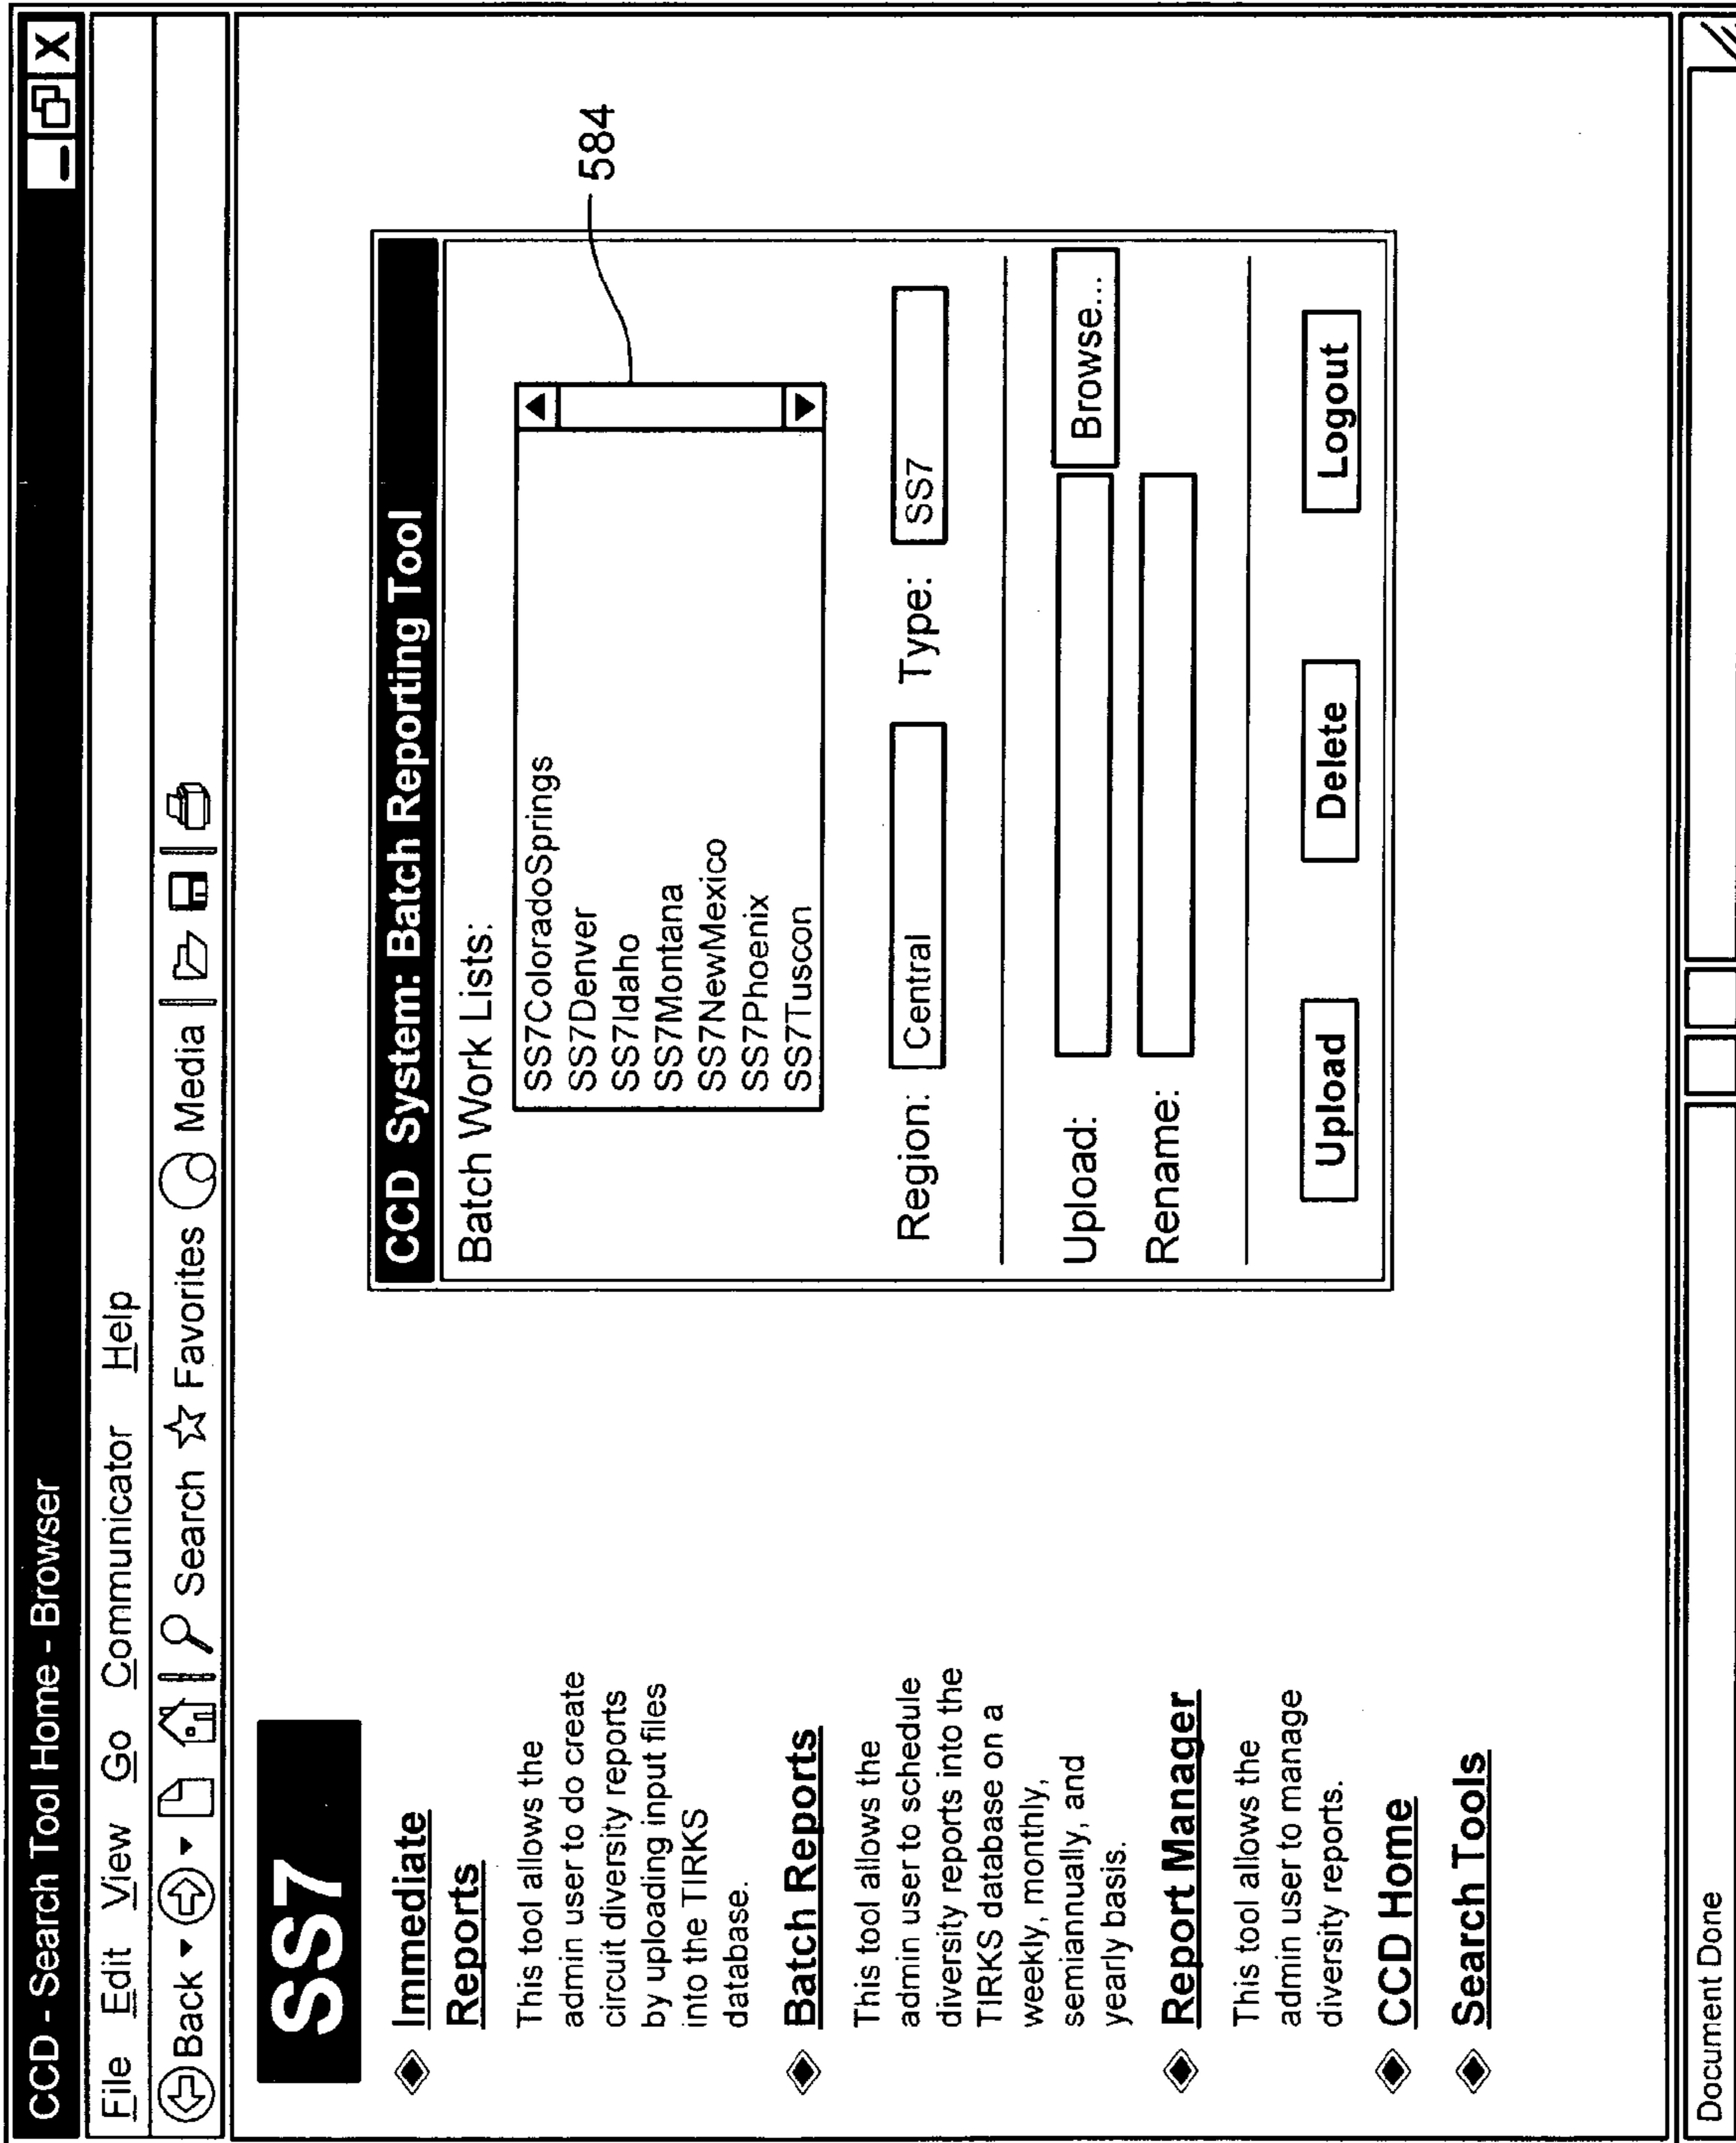 CCD - Search Tool Home - Browser
_ X
File Edit View Go Communicator Help
Back Search Favorites Media
SS7
Immediate
Reports
This tool allows the
admin user to do create
circuit diversity reports
by uploading input files
into the TIRKS
database.
Batch Reports
This tool allows the
admin user to schedule
diversity reports into the
TIRKS database on a
weekly, monthly,
semiannually, and
yearly basis.
Report Manager
This tool allows the
admin user to manage
diversity reports.
CCD Home
Search Tools
CCD System: Batch Reporting Tool
Batch Work Lists:
SS7ColoradoSprings
SS7Denver
SS7Idaho
SS7Montana
SS7NewMexico
SS7Phoenix
SS7Tuscon
584
Region: Central Type: SS7
Upload: Browse...
Rename:
Upload Delete Logout
Document Done